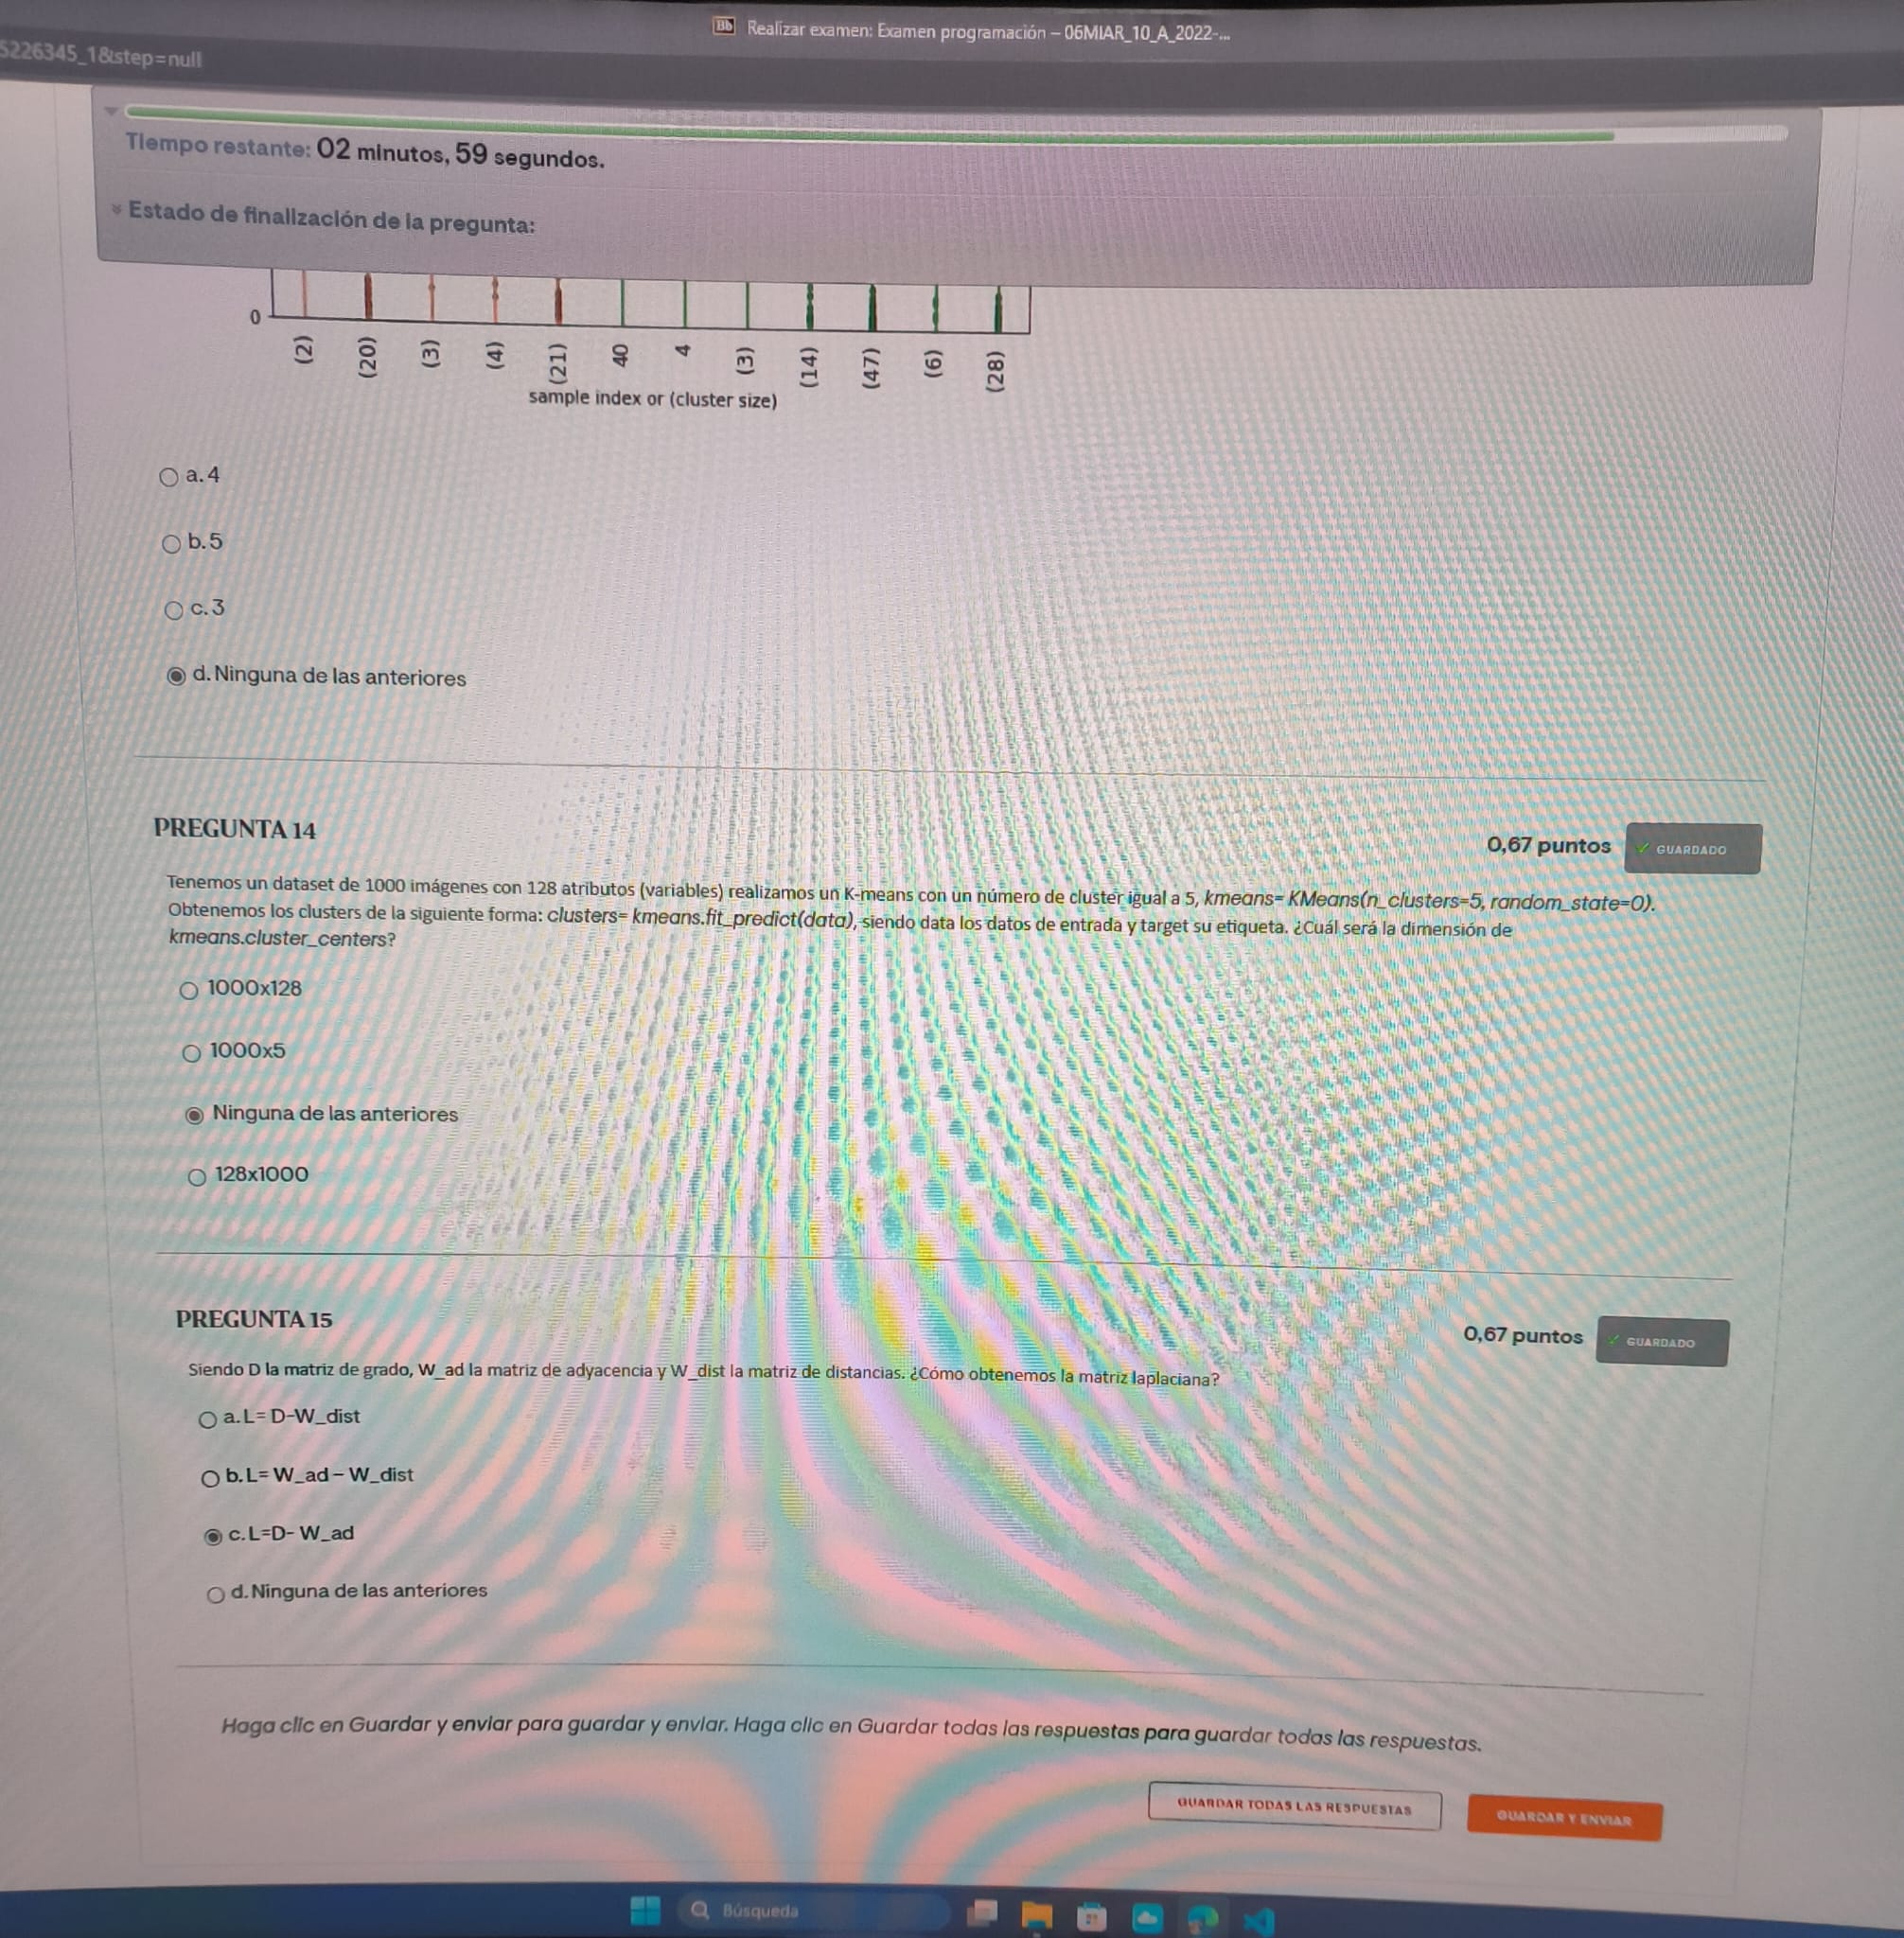 Bb Realizar examen: Examen programación – 06MIAR_10_A_2022-...
5226345_1&step=null
Tiempo restante: 02 minutos, 59 segundos.
Estado de finalización de la pregunta:
0
(2) (20) (3) (4) (21) 40 4 (3) (14) (47) (6) (28)
sample index or (cluster size)
a. 4
b. 5
c. 3
d. Ninguna de las anteriores
PREGUNTA 14
0,67 puntos
GUARDADO
Tenemos un dataset de 1000 imágenes con 128 atributos (variables) realizamos un K-means con un número de cluster igual a 5, kmeans= KMeans(n_clusters=5, random_state=0).
Obtenemos los clusters de la siguiente forma: clusters= kmeans.fit_predict(data), siendo data los datos de entrada y target su etiqueta. ¿Cuál será la dimensión de
kmeans.cluster_centers?
1000x128
1000x5
Ninguna de las anteriores
128x1000
PREGUNTA 15
0,67 puntos
GUARDADO
Siendo D la matriz de grado, W_ad la matriz de adyacencia y W_dist la matriz de distancias. ¿Cómo obtenemos la matriz laplaciana?
a. L= D-W_dist
b. L= W_ad – W_dist
c. L=D- W_ad
d. Ninguna de las anteriores
Haga clic en Guardar y enviar para guardar y enviar. Haga clic en Guardar todas las respuestas para guardar todas las respuestas.
GUARDAR TODAS LAS RESPUESTAS
GUARDAR Y ENVIAR
Búsqueda